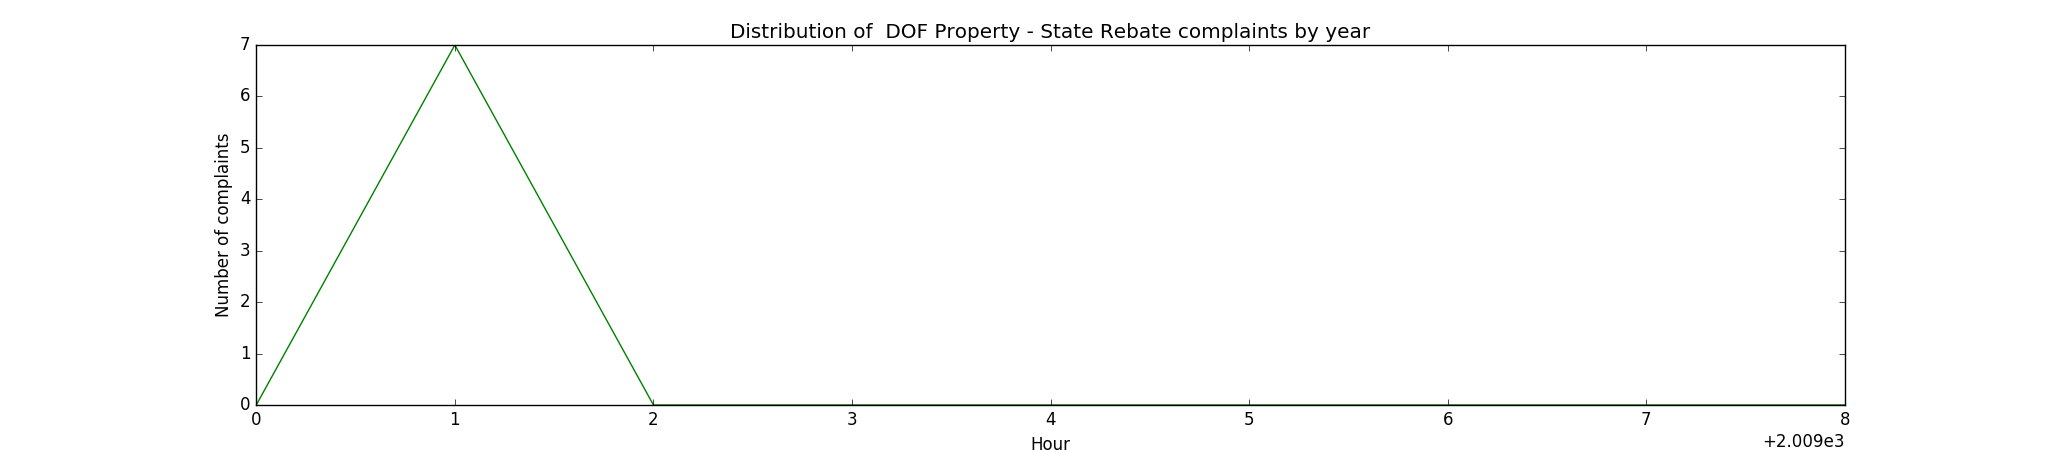 Distribution of  DOF Property - State Rebate complaints by year
7
6
5
4
3
2
1
0
Number of complaints
0 1 2 3 4 5 6 7 8
Hour
+2.009e3